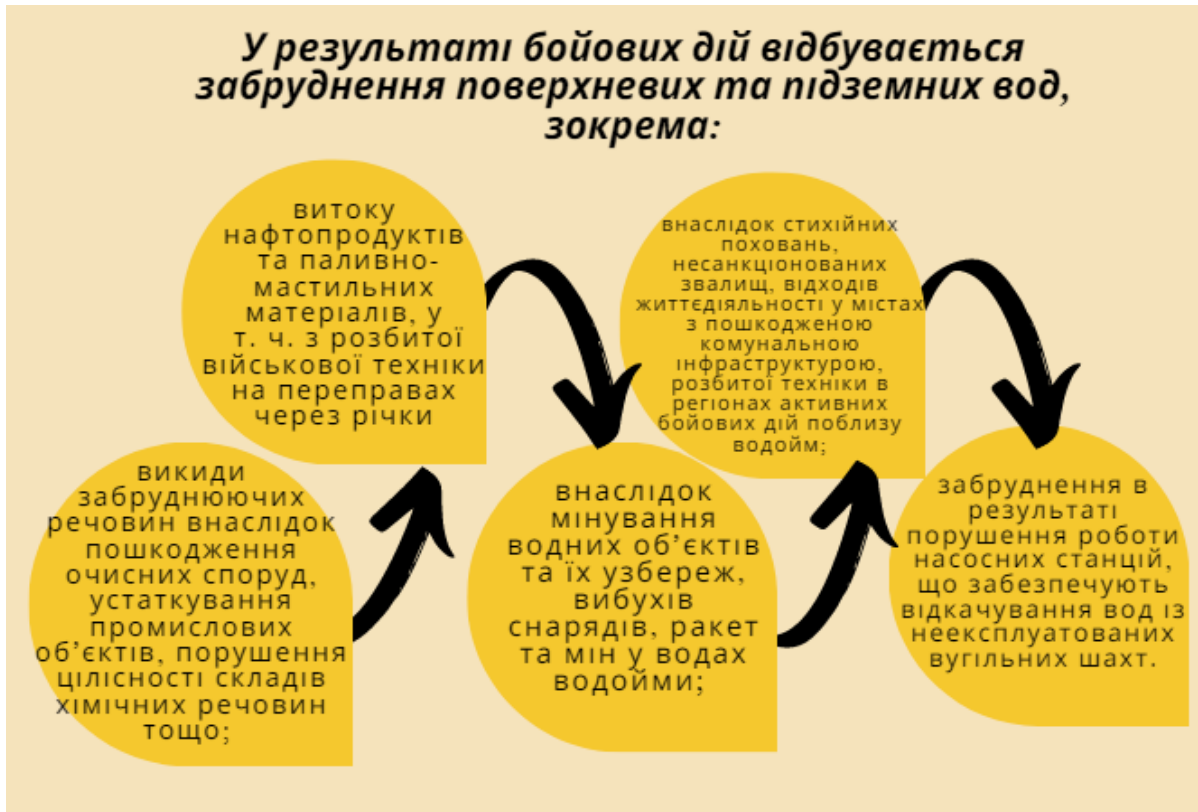 У результаті бойових дій відбувається
забруднення поверхневих та підземних вод,
зокрема:
викиди
забруднюючих
речовин внаслідок
пошкодження
очисних споруд,
устаткування
промислових
об’єктів, порушення
цілісності складів
хімічних речовин
тощо;
витоку
нафтопродуктів
та паливно-
мастильних
матеріалів, у
т. ч. з розбитої
військової техніки
на переправах
через річки
внаслідок
мінування
водних об’єктів
та їх узбереж,
вибухів
снарядів, ракет
та мін у водах
водойми;
внаслідок стихійних
поховань,
несанкціонованих
звалищ, відходів
життєдіяльності у містах
з пошкодженою
комунальною
інфраструктурою,
розбитої техніки в
регіонах активних
бойових дій поблизу
водойм;
забруднення в
результаті
порушення роботи
насосних станцій,
що забезпечують
відкачування вод із
неексплуатованих
вугільних шахт.